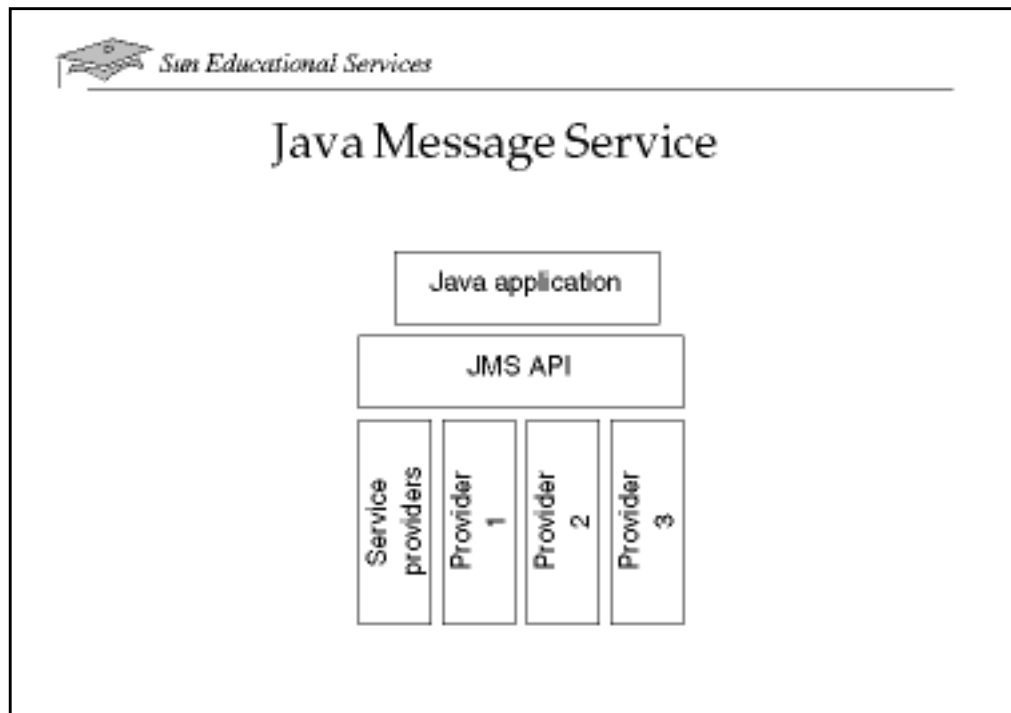 Sun Educational Services
Java Message Service
Java application
JMS API
Service
providers
Provider
1
Provider
2
Provider
3